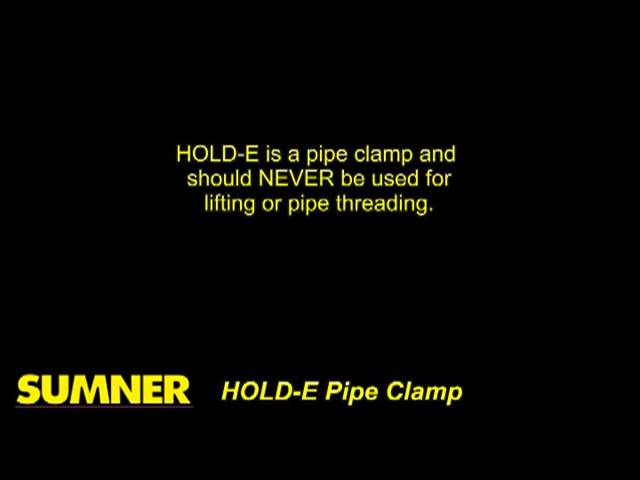 HOLD-E is a pipe clamp and
should NEVER be used for
lifting or pipe threading.
SUMNER
HOLD-E Pipe Clamp